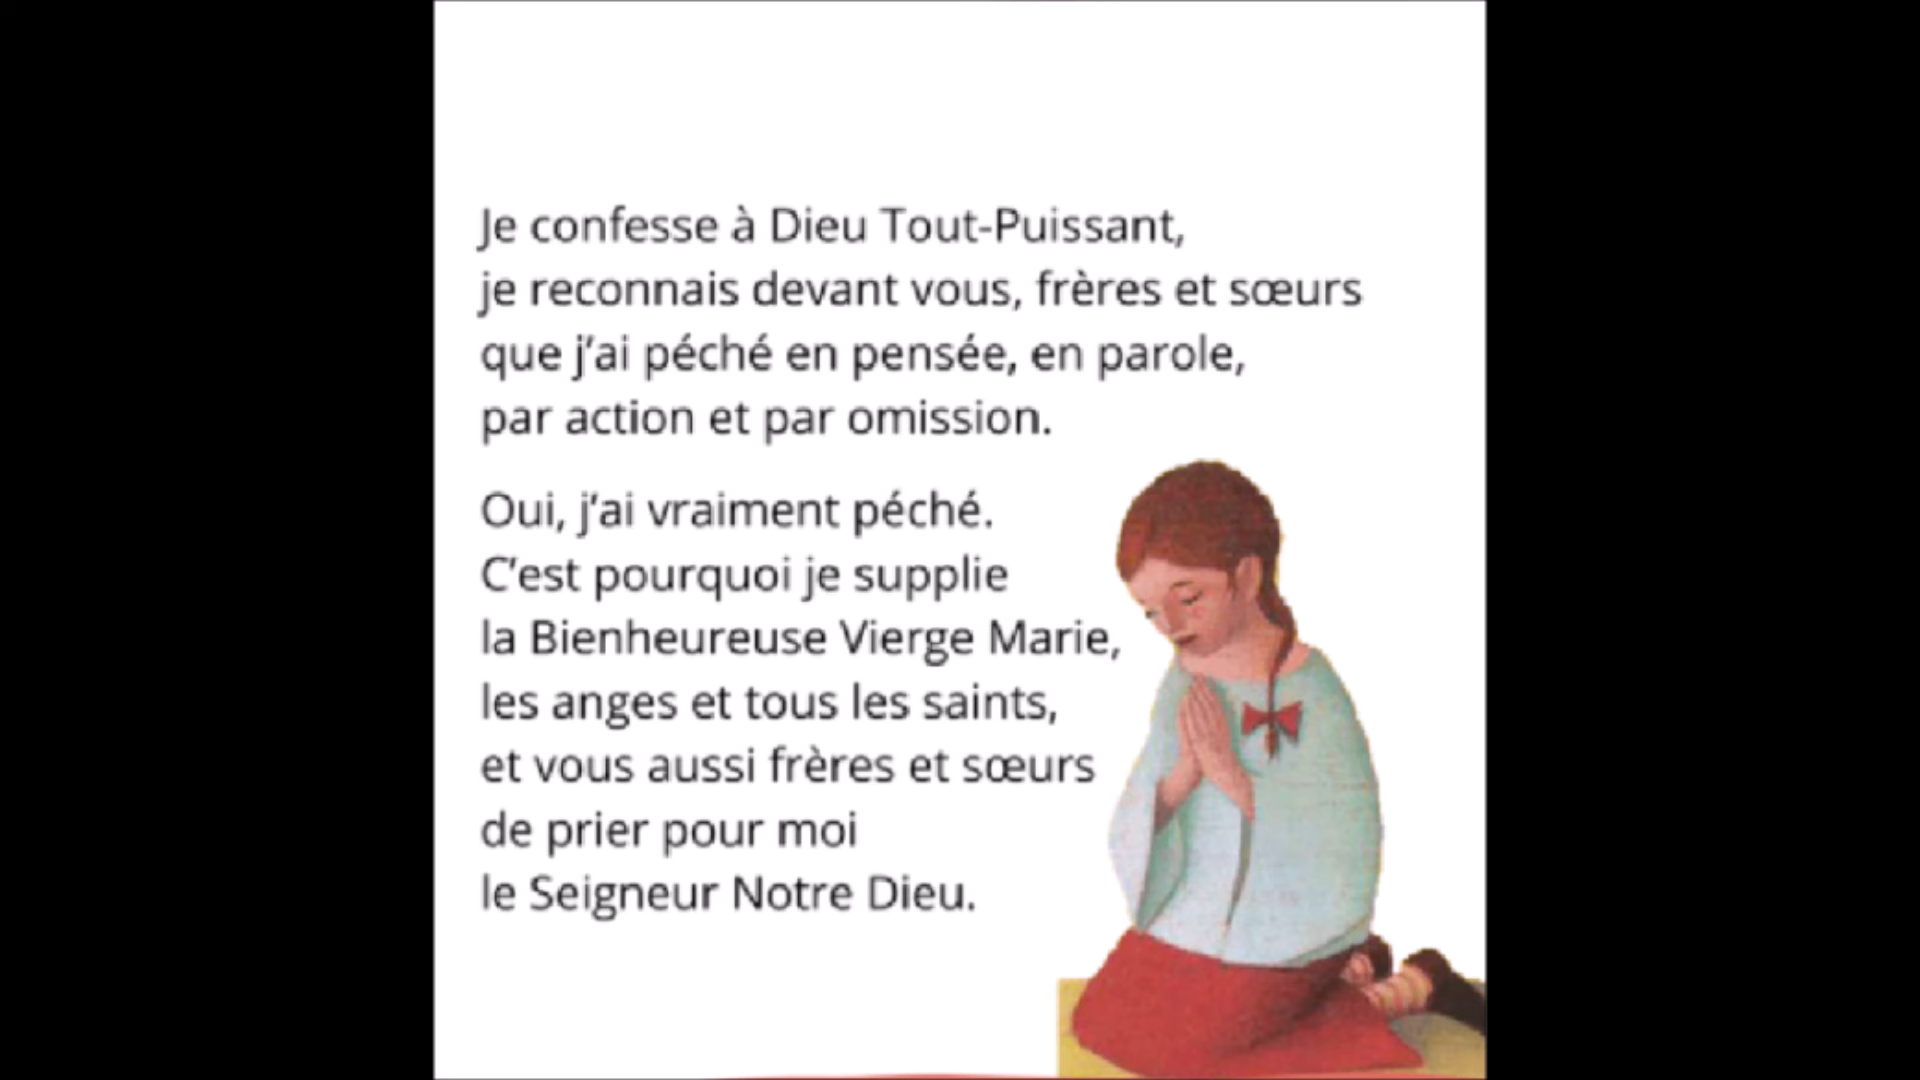 Je confesse à Dieu Tout-Puissant,
je reconnais devant vous, frères et sœurs
que j’ai péché en pensée, en parole,
par action et par omission.
Oui, j’ai vraiment péché.
C’est pourquoi je supplie
la Bienheureuse Vierge Marie,
les anges et tous les saints,
et vous aussi frères et sœurs
de prier pour moi
le Seigneur Notre Dieu.